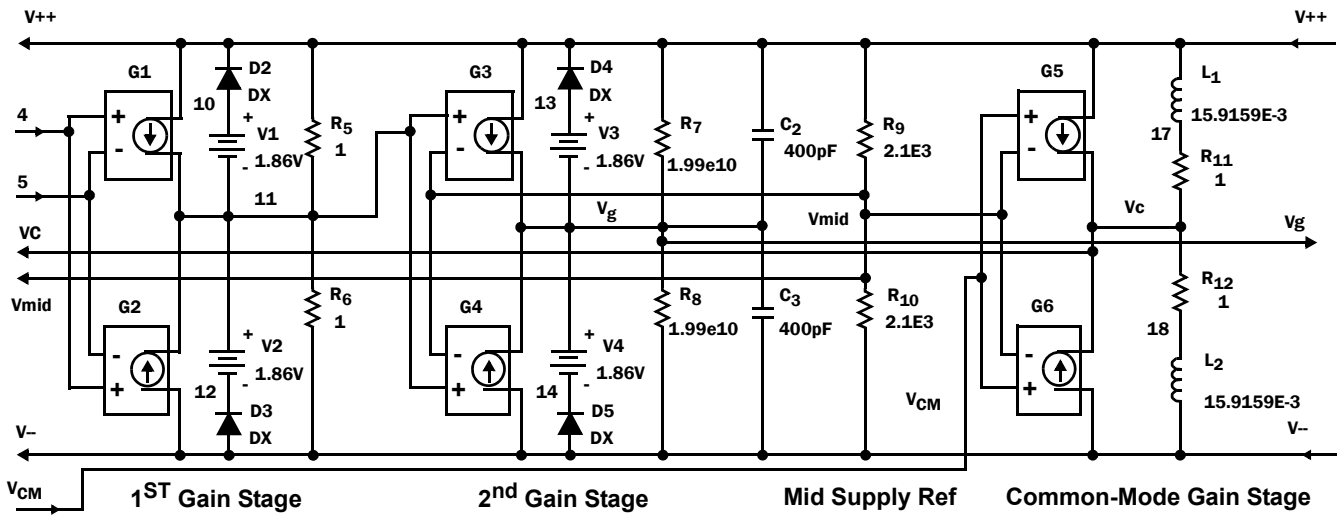 V++
V++
G1
D2
DX
10
+
V1
1.86V
-
R5
1
4
+
-
5
11
G3
D4
DX
13
+
V3
1.86V
-
+
-
R7
1.99e10
C2
400pF
R9
2.1E3
G5
+
-
L1
15.9159E-3
17
R11
1
Vg
Vmid
Vc
VC
Vg
Vmid
G2
-
+
+
V2
1.86V
-
12
D3
DX
R6
1
G4
-
+
+
V4
1.86V
-
14
D5
DX
R8
1.99e10
C3
400pF
R10
2.1E3
G6
-
+
R12
1
18
L2
15.9159E-3
VCM
V--
V--
VCM
1ST Gain Stage
2nd Gain Stage
Mid Supply Ref
Common-Mode Gain Stage